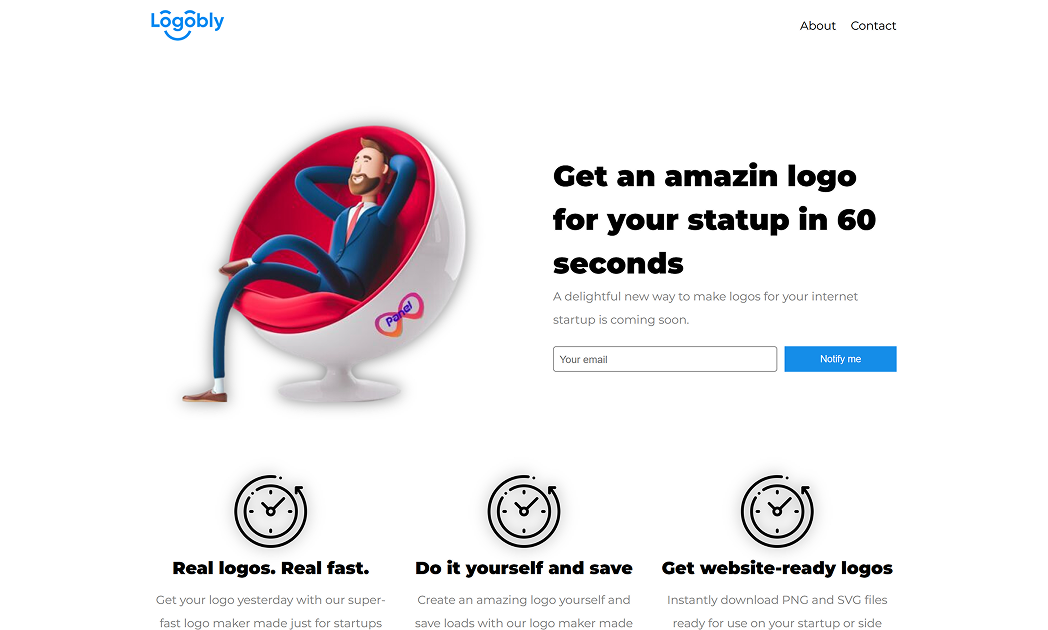 Logobly
About Contact
Get an amazin logo
for your statup in 60
seconds
A delightful new way to make logos for your internet
startup is coming soon.
Your email Notify me
Panel
Real logos. Real fast.
Get your logo yesterday with our super-
fast logo maker made just for startups
Do it yourself and save
Create an amazing logo yourself and
save loads with our logo maker made
Get website-ready logos
Instantly download PNG and SVG files
ready for use on your startup or side